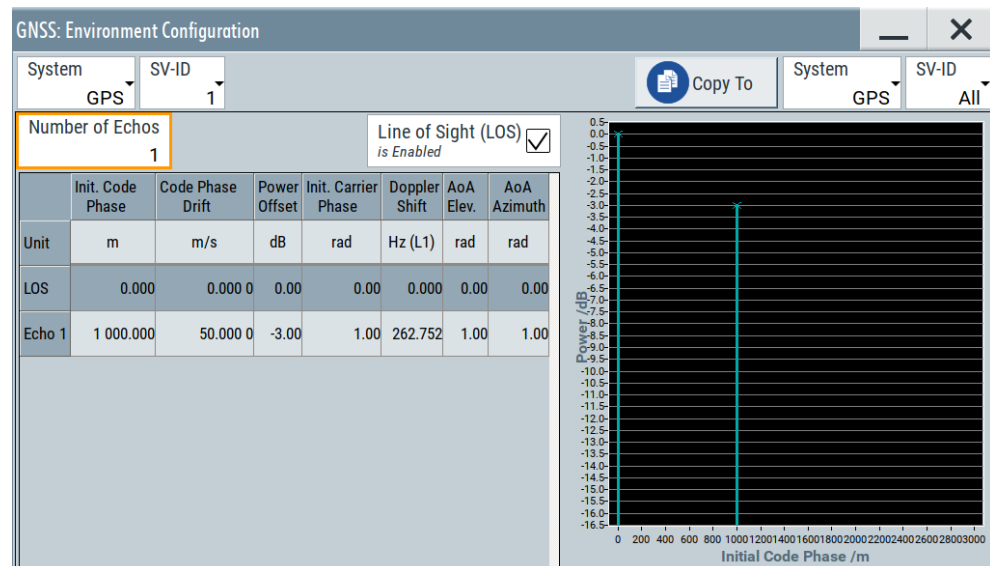 GNSS: Environment Configuration
System
GPS
SV-ID
1
Copy To
System
GPS
SV-ID
All
Number of Echos
1
Line of Sight (LOS)
is Enabled
Init. Code Phase Code Phase Drift Power Offset Init. Carrier Phase Doppler Shift AoA Elev. AoA Azimuth
Unit m m/s dB rad Hz (L1) rad rad
LOS 0.000 0.000 0 0.00 0.00 0.000 0.00 0.00
Echo 1 1 000.000 50.000 0 -3.00 1.00 262.752 1.00 1.00
Power /dB
0.5
0.0
-0.5
-1.0
-1.5
-2.0
-2.5
-3.0
-3.5
-4.0
-4.5
-5.0
-5.5
-6.0
-6.5
-7.0
-7.5
-8.0
-8.5
-9.0
-9.5
-10.0
-10.5
-11.0
-11.5
-12.0
-12.5
-13.0
-13.5
-14.0
-14.5
-15.0
-15.5
-16.0
-16.5
0 200 400 600 800 1000 1200 1400 1600 1800 2000 2200 2400 2600 2800 3000
Initial Code Phase /m